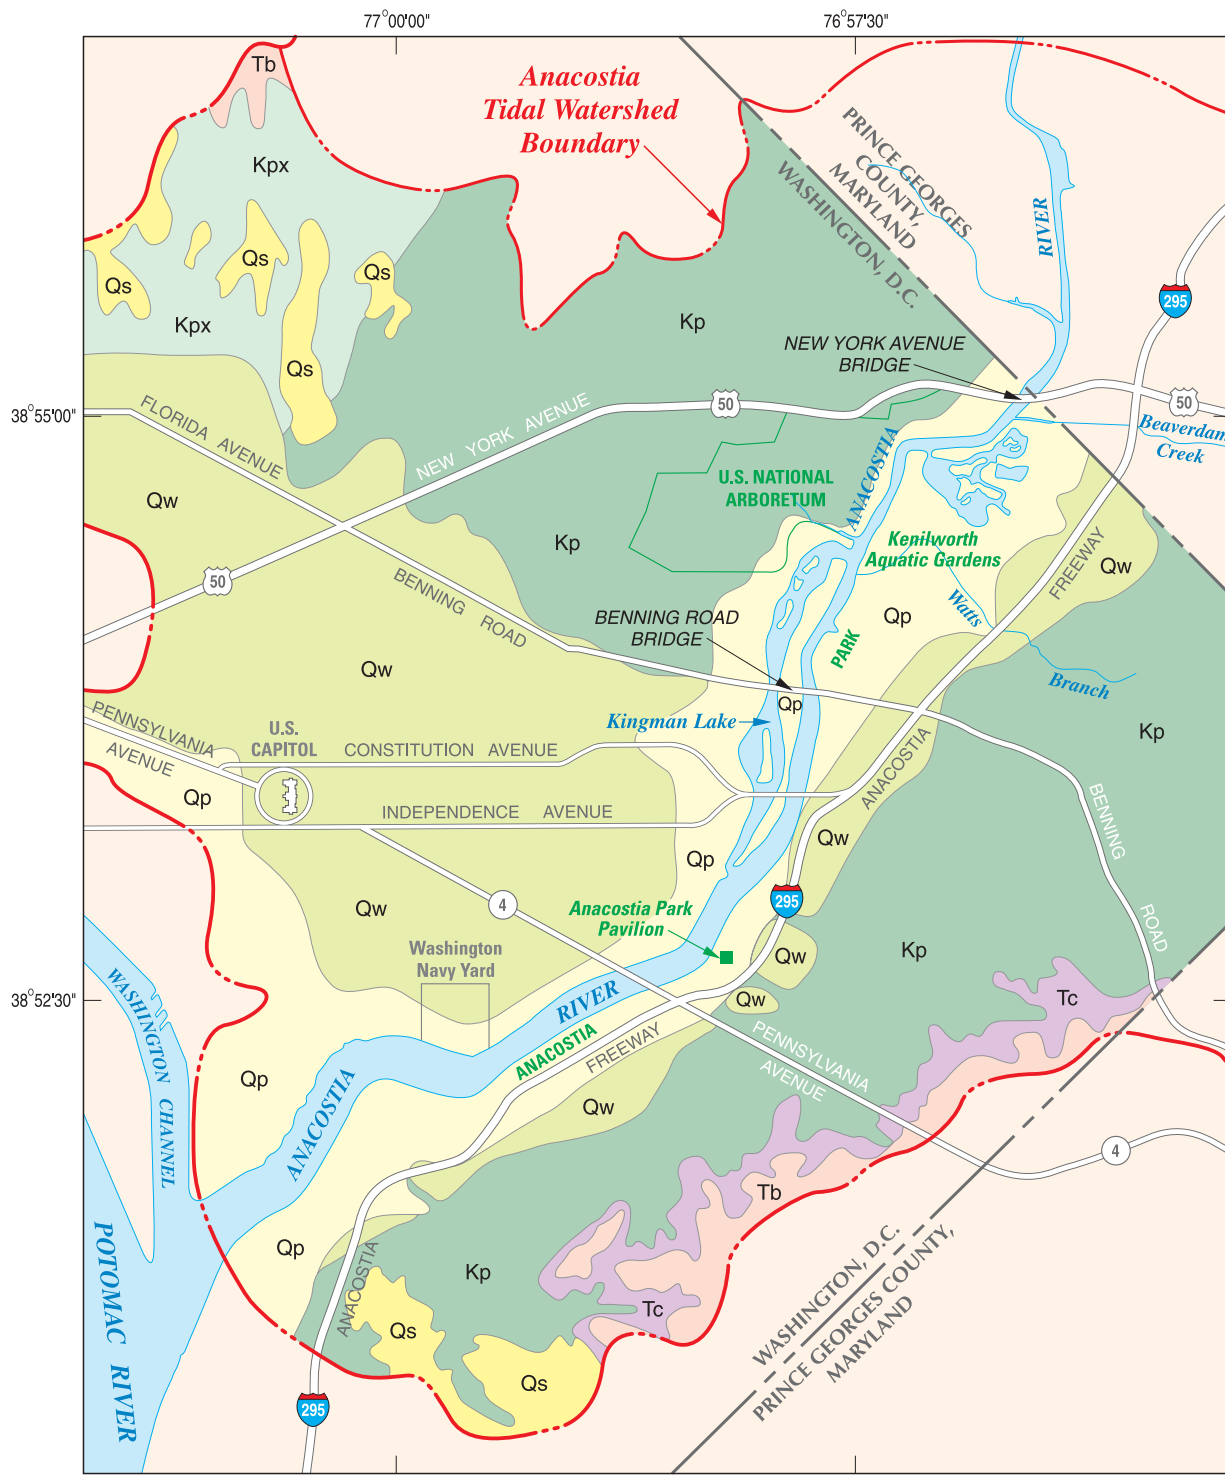 77°00'00"
76°57'30"
Tb
Anacostia
Tidal Watershed
Boundary
PRINCE GEORGES
COUNTY,
MARYLAND
WASHINGTON, D.C.
RIVER
Kpx
Qs
Qs
Qs
295
Kpx
Kp
NEW YORK AVENUE
BRIDGE
Qs
38°55'00"
FLORIDA AVENUE
NEW YORK AVENUE
50
50
Beaverdam
Creek
ANACOSTIA
U.S. NATIONAL
ARBORETUM
Qw
Kp
Kenilworth
Aquatic Gardens
FREEWAY
Qw
50
BENNING ROAD
BENNING ROAD
BRIDGE
Qp
Watts
Branch
PARK
Qw
Qp
Kingman Lake
PENNSYLVANIA
AVENUE
U.S.
CAPITOL
CONSTITUTION AVENUE
Kp
ANACOSTIA
Qp
INDEPENDENCE AVENUE
BENNING
ROAD
Qw
Qp
Qw
4
295
Anacostia Park
Pavilion
Washington
Navy Yard
Qw
Kp
38°52'30"
WASHINGTON CHANNEL
RIVER
Qw
Tc
ANACOSTIA
FREEWAY
PENNSYLVANIA
AVENUE
Qp
ANACOSTIA
Qw
4
Tb
POTOMAC RIVER
Qp
ANACOSTIA
Kp
Tc
WASHINGTON, D.C.
PRINCE GEORGES COUNTY,
MARYLAND
Qs
Qs
295